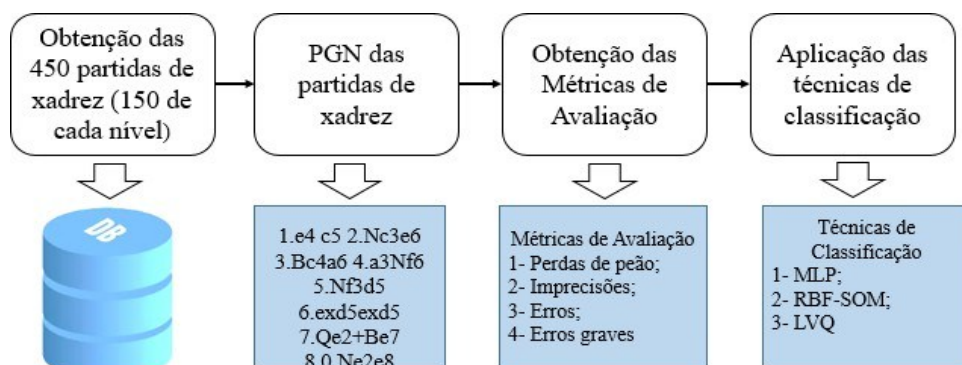 Obtenção das
450 partidas de
xadrez (150 de
cada nível)
PGN das
partidas de
xadrez
Obtenção das
Métricas de
Avaliação
Aplicação das
técnicas de
classificação
DB
1.e4 c5 2.Nc3e6
3.Bc4a6 4.a3Nf6
5.Nf3d5
6.exd5exd5
7.Qe2+Be7
8.0 Ne2e8
Métricas de Avaliação
1- Perdas de peão;
2- Imprecisões;
3- Erros;
4- Erros graves
Técnicas de
Classificação
1- MLP;
2- RBF-SOM;
3- LVQ